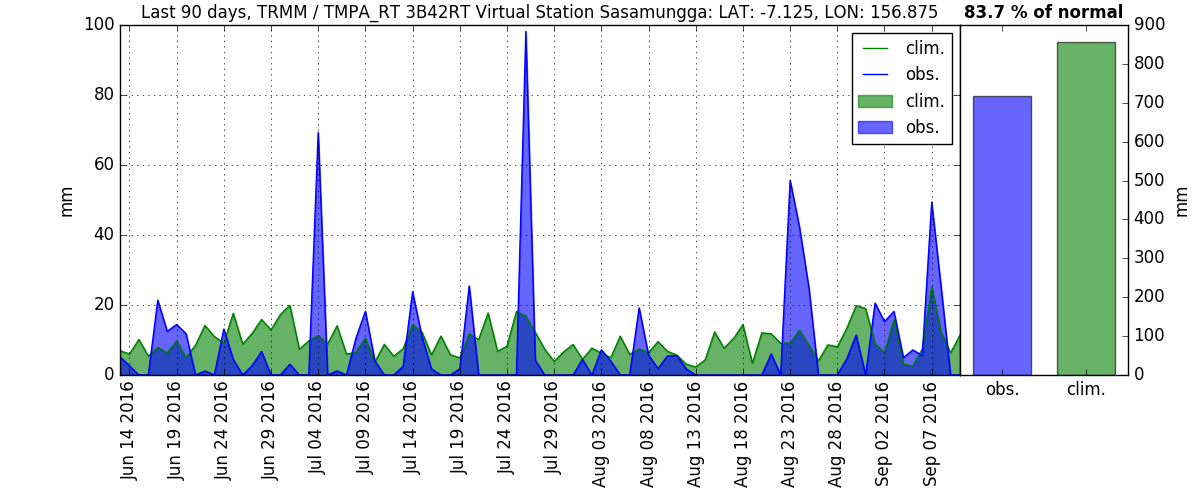 Last 90 days, TRMM / TMPA_RT 3B42RT Virtual Station Sasamungga: LAT: -7.125, LON: 156.875
83.7 % of normal
100
80
60
40
20
0
mm
clim.
obs.
clim.
obs.
Jun 14 2016
Jun 19 2016
Jun 24 2016
Jun 29 2016
Jul 04 2016
Jul 09 2016
Jul 14 2016
Jul 19 2016
Jul 24 2016
Jul 29 2016
Aug 03 2016
Aug 08 2016
Aug 13 2016
Aug 18 2016
Aug 23 2016
Aug 28 2016
Sep 02 2016
Sep 07 2016
900
800
700
600
500
400
300
200
100
0
mm
obs.
clim.